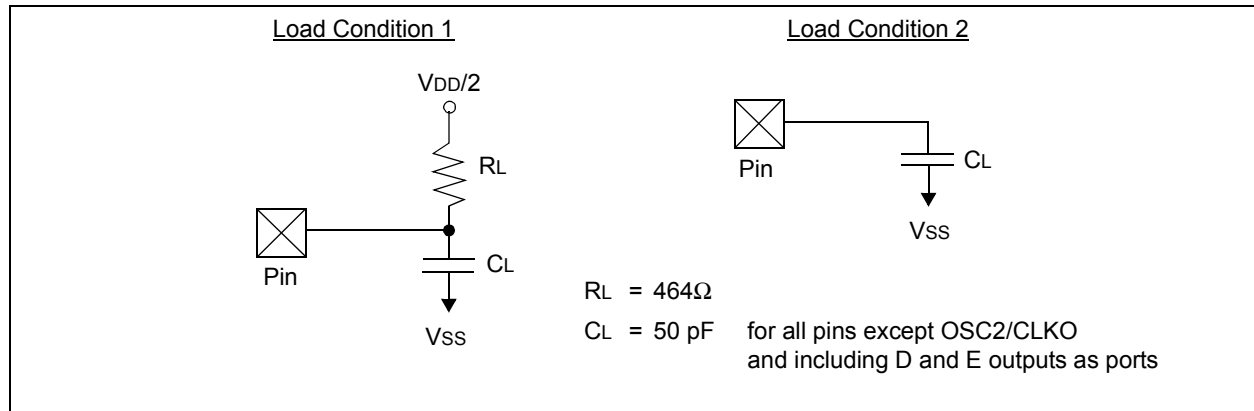 Load Condition 1
VDD/2
RL
Pin
CL
VSS
Load Condition 2
Pin
CL
VSS
RL = 464Ω
CL = 50 pF for all pins except OSC2/CLKO
and including D and E outputs as ports